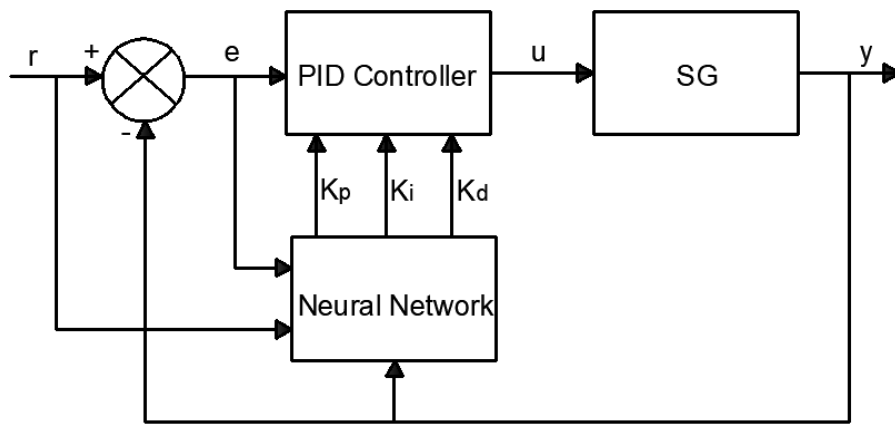 r
+
-
e
PID Controller
u
SG
y
Kp
Ki
Kd
Neural Network